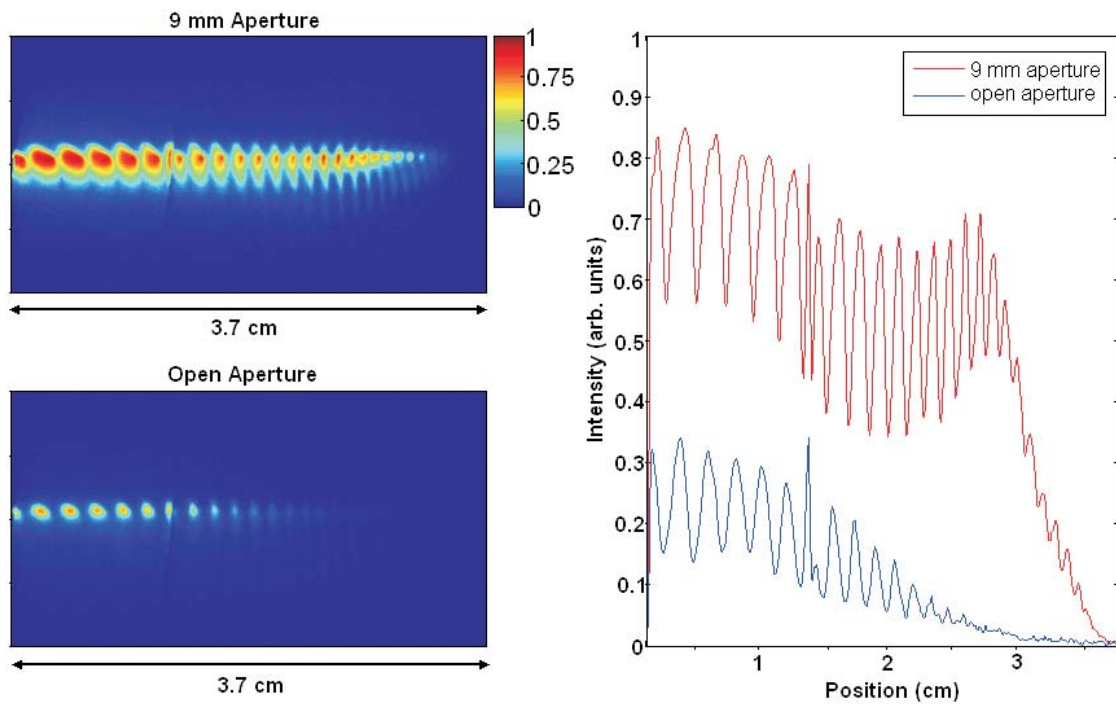 9 mm Aperture
1
0.75
0.5
0.25
0
3.7 cm
Open Aperture
3.7 cm
1
0.9
0.8
0.7
0.6
0.5
0.4
0.3
0.2
0.1
0
Intensity (arb. units)
9 mm aperture
open aperture
1
2
3
Position (cm)